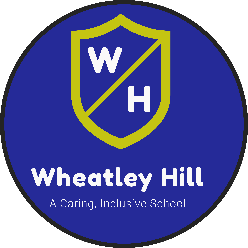 W
H
Wheatley Hill
A Caring, Inclusive School